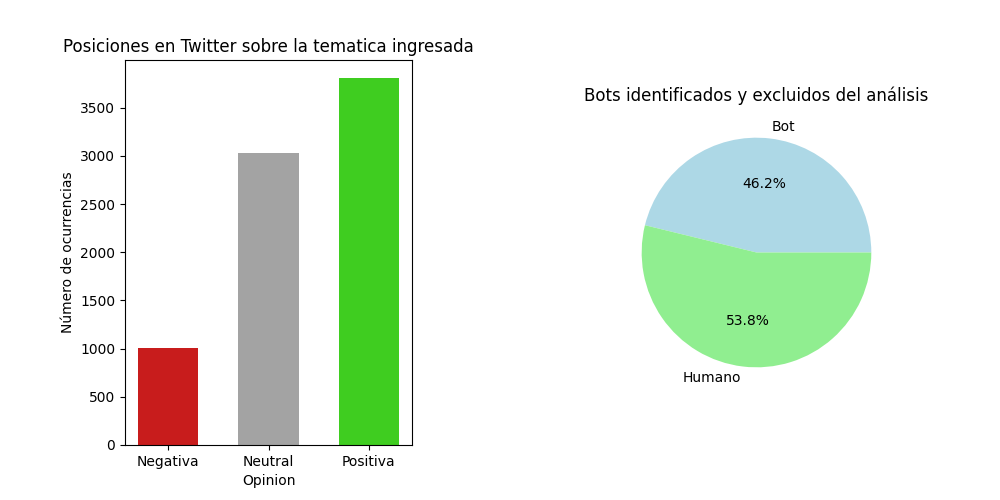 Posiciones en Twitter sobre la tematica ingresada
Número de ocurrencias
3500
3000
2500
2000
1500
1000
500
0
Negativa
Neutral
Positiva
Opinion
Bots identificados y excluidos del análisis
Bot
46.2%
53.8%
Humano